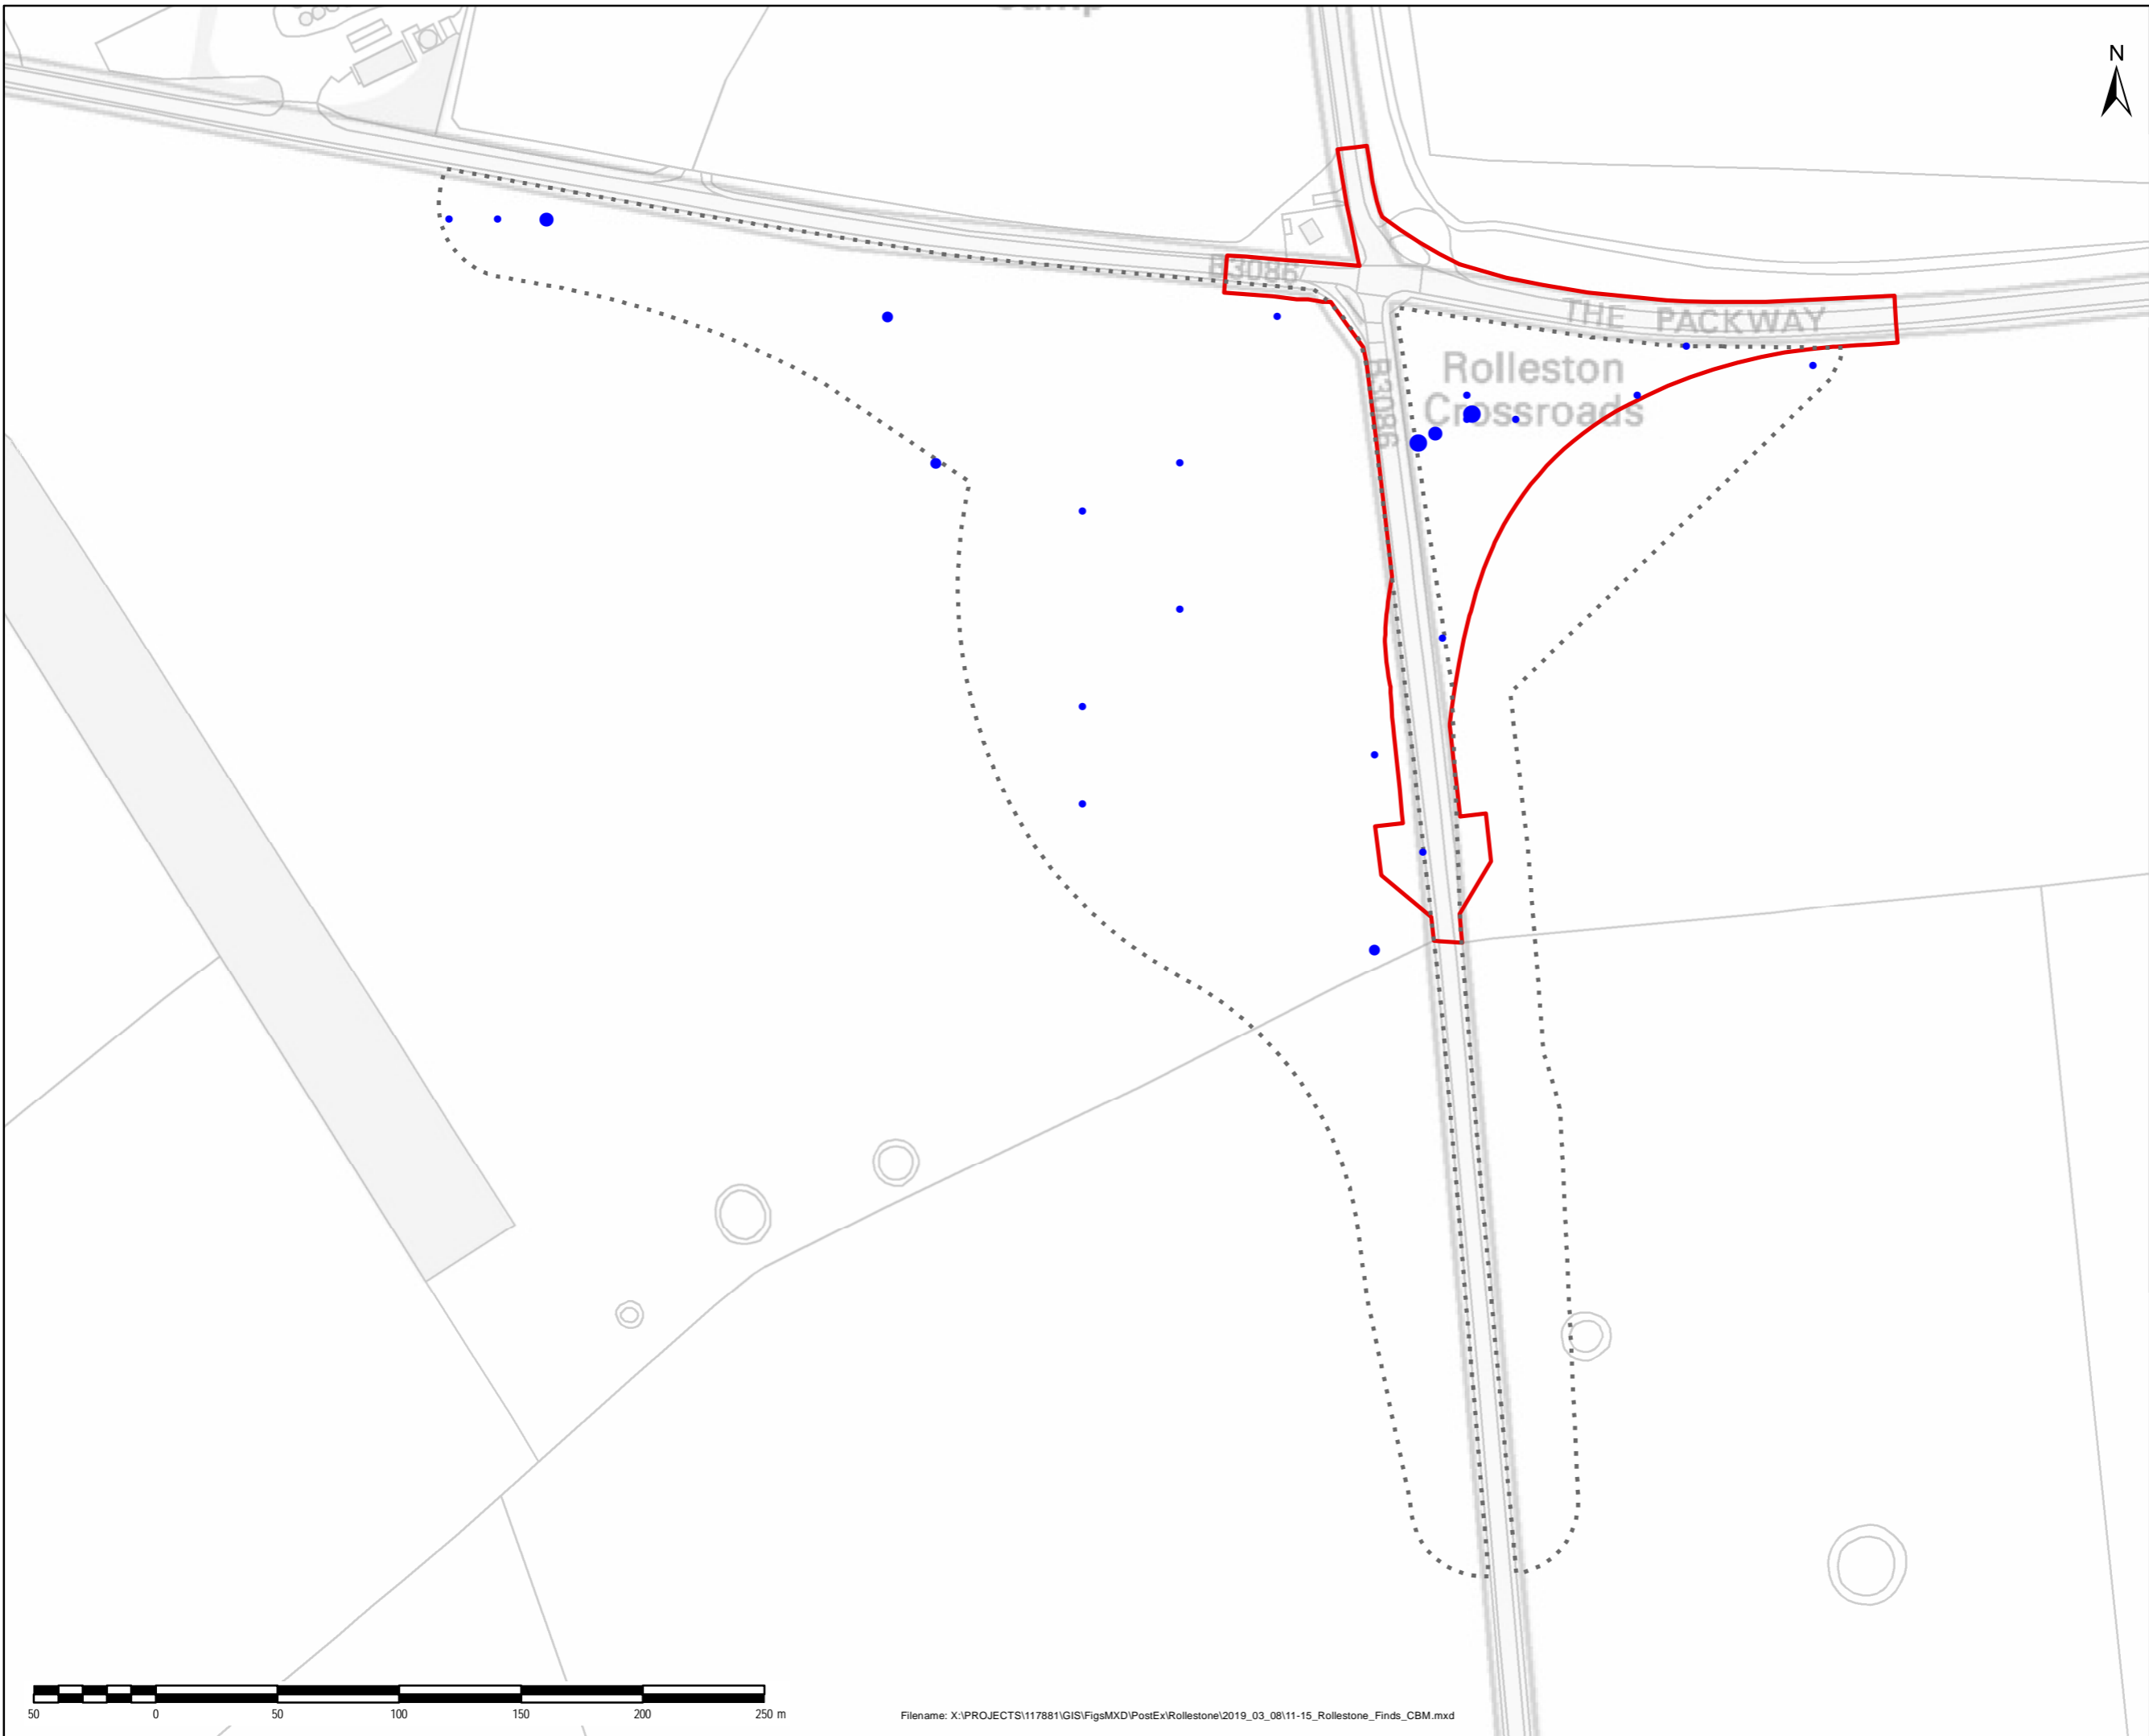 N
B3086
THE PACKWAY
Rolleston
Crossroads
B3086
50 0 50 100 150 200 250 m
Filename: X:\PROJECTS\117881\GIS\FigsMXD\PostEx\Rollestone\2019_03_08\11-15_Rollestone_Finds_CBM.mxd